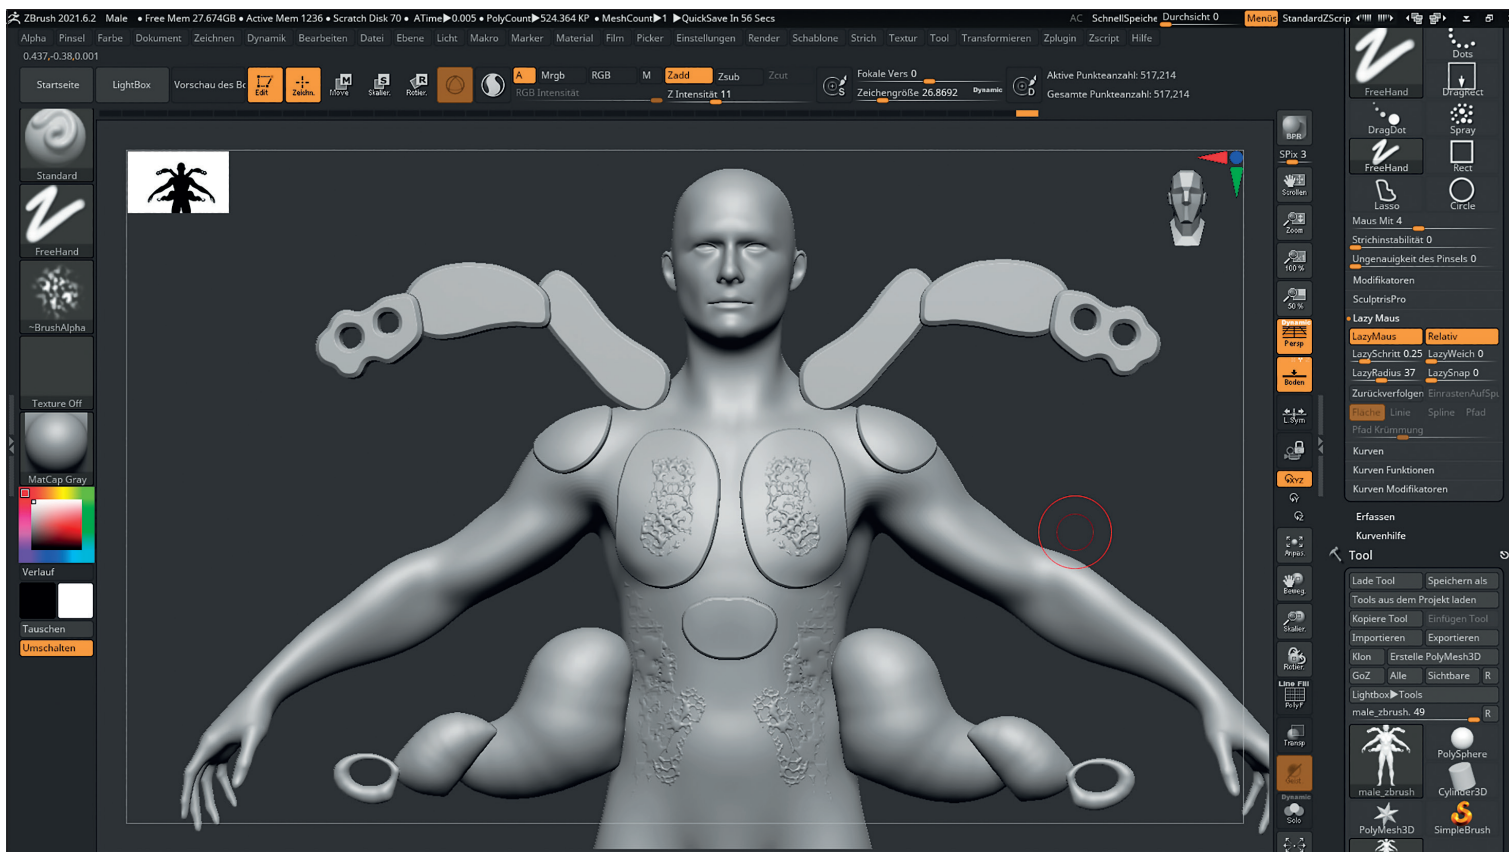 ZBrush 2021.6.2 Male • Free Mem 27.674GB • Active Mem 1236 • Scratch Disk 70 • ATime▶0.005 • PolyCount▶524.364 KP • MeshCount▶1 ▶QuickSave In 56 Secs AC SchnellSpeiche Durchsicht 0 Menüs StandardZScrip
Alpha Pinsel Farbe Dokument Zeichnen Dynamik Bearbeiten Datei Ebene Licht Makro Marker Material Film Picker Einstellungen Render Schablone Strich Textur Tool Transformieren Zplugin Zscript Hilfe
0.437,-0.38,0.001
Startseite LightBox Vorschau des Bc Edit Zeichn. Move Skalier. Rotier. A Mrgb RGB M Zadd Zsub Zcut
RGB Intensität Z Intensität 11
S Fokale Vers 0
Zeichengröße 26.8692 Dynamic D
Aktive Punkteanzahl: 517,214
Gesamte Punkteanzahl: 517,214
Standard
FreeHand
~BrushAlpha
Texture Off
MatCap Gray
Verlauf
Tauschen
Umschalten
BPR
SPix 3
Scrollen
Zoom
100 %
50 %
Dynamic
Persp
Boden
L.Sym
XYZ
Y
Z
Anpas.
Beweg.
Skalier.
Rotier.
Line Fill
PolyF
Transp
Dynamic
Solo
FreeHand
Dots
DragRect
DragDot Spray
FreeHand Rect
Lasso Circle
Maus Mit 4
Strichinstabilität 0
Ungenauigkeit des Pinsels 0
Modifikatoren
SculptrisPro
Lazy Maus
LazyMaus Relativ
LazySchritt 0.25 LazyWeich 0
LazyRadius 37 LazySnap 0
Zurückverfolgen EinrastenAufSpu
Fläche Linie Spline Pfad
Pfad Krümmung
Kurven
Kurven Funktionen
Kurven Modifikatoren
Erfassen
Kurvenhilfe
Tool
Lade Tool Speichern als
Tools aus dem Projekt laden
Kopiere Tool Einfügen Tool
Importieren Exportieren
Klon Erstelle PolyMesh3D
GoZ Alle Sichtbare R
Lightbox▶Tools
male_zbrush. 49 R
male_zbrush
PolySphere
Cylinder3D
PolyMesh3D SimpleBrush